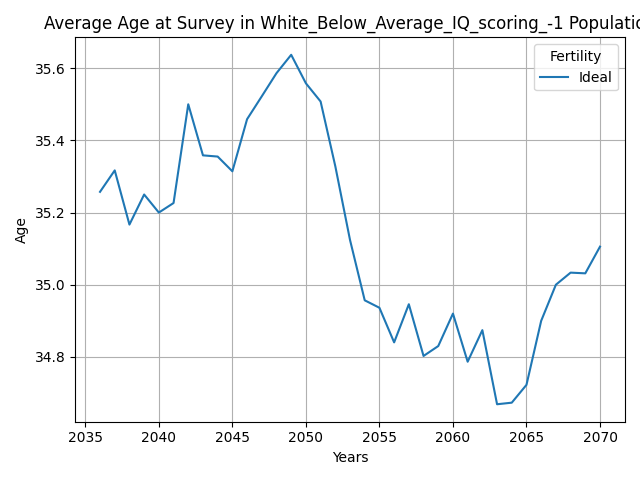 Average Age at Survey in White_Below_Average_IQ_scoring_-1 Populatio
Fertility
Ideal
35.6
35.4
35.2
35.0
34.8
Age
2035 2040 2045 2050 2055 2060 2065 2070
Years